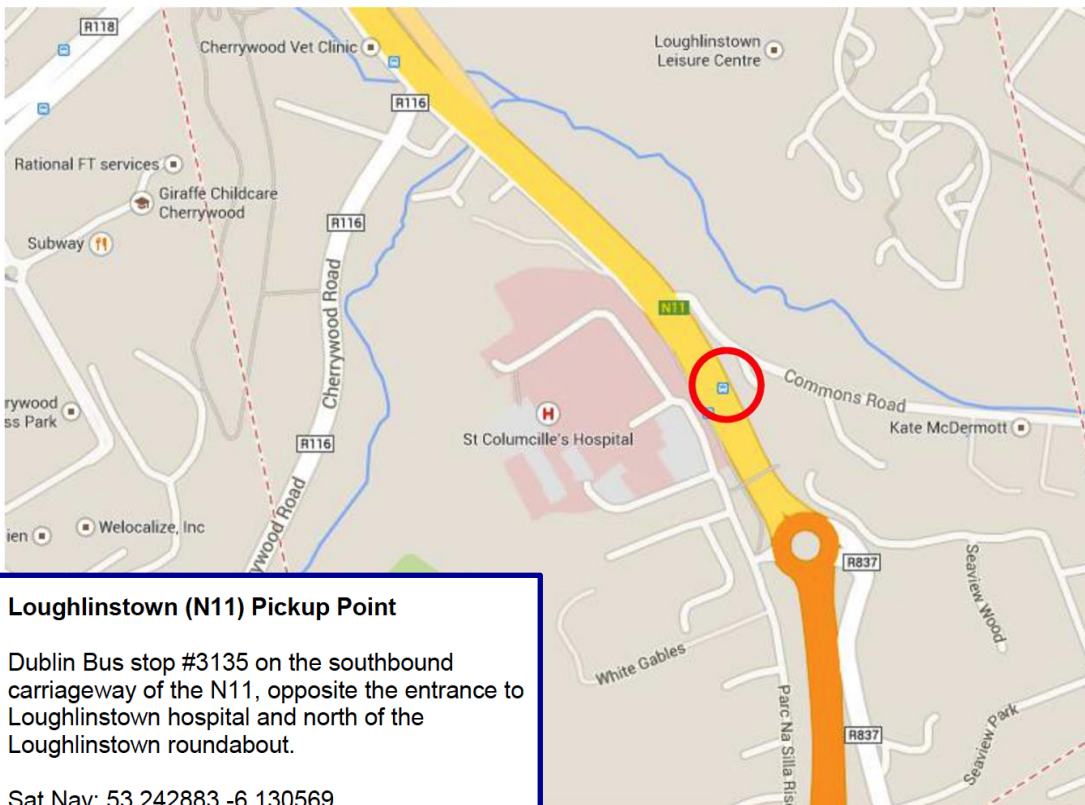 R118
Cherrywood Vet Clinic
Loughlinstown
Leisure Centre
R116
Rational FT services
Giraffe Childcare
Cherrywood
Subway
R116
Cherrywood Road
N11
Commons Road
rywood
ss Park
H
St Columcille's Hospital
Kate McDermott
R116
ywood Road
ien
Welocalize, Inc
R837
Seaview Wood
White Gables
Parc Na Silla Rise
R837
Seaview Park
Loughlinstown (N11) Pickup Point
Dublin Bus stop #3135 on the southbound
carriageway of the N11, opposite the entrance to
Loughlinstown hospital and north of the
Loughlinstown roundabout.
Sat Nav: 53.242883,-6.130569